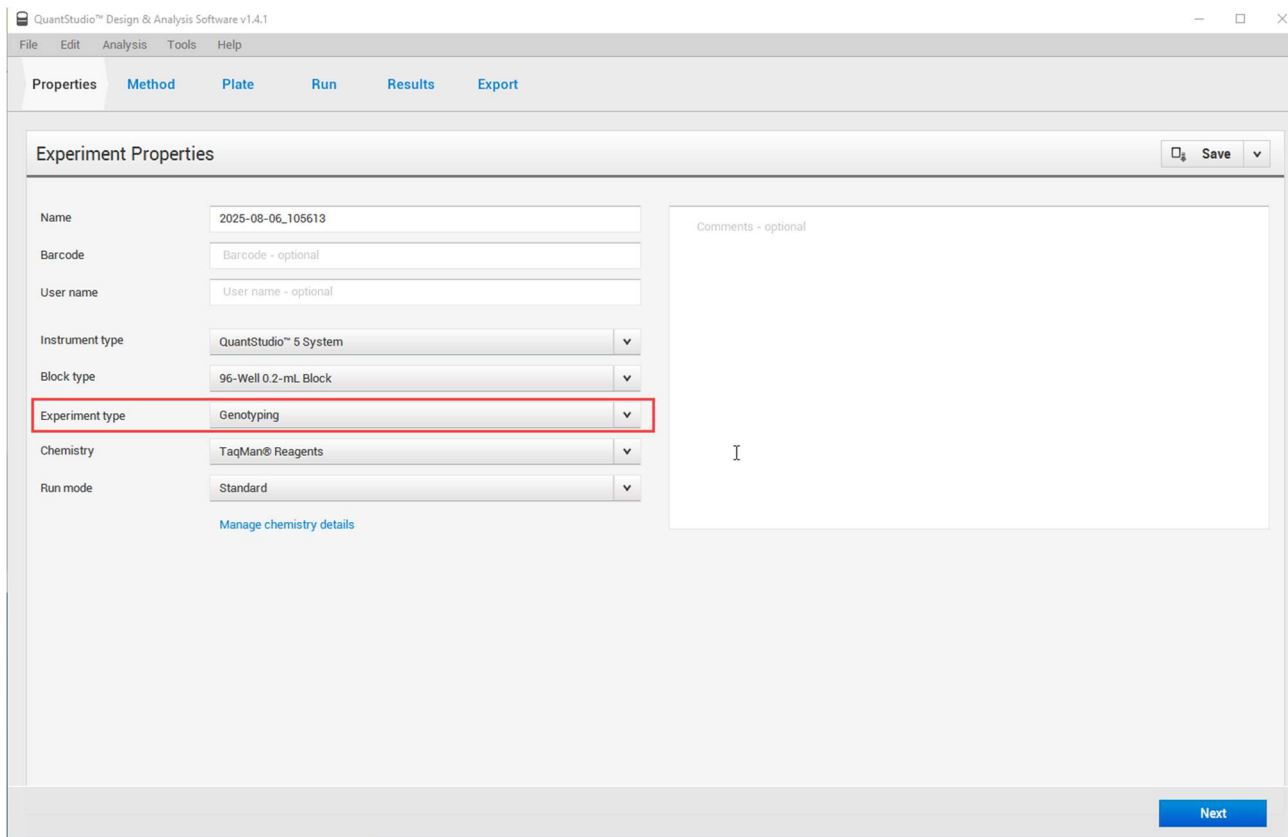 QuantStudio™ Design & Analysis Software v1.4.1
File Edit Analysis Tools Help
Properties Method Plate Run Results Export
Experiment Properties
Save
Name 2025-08-06_105613
Comments - optional
Barcode Barcode - optional
User name User name - optional
Instrument type QuantStudio™ 5 System
Block type 96-Well 0.2-mL Block
Experiment type Genotyping
Chemistry TaqMan® Reagents
Run mode Standard
Manage chemistry details
Next